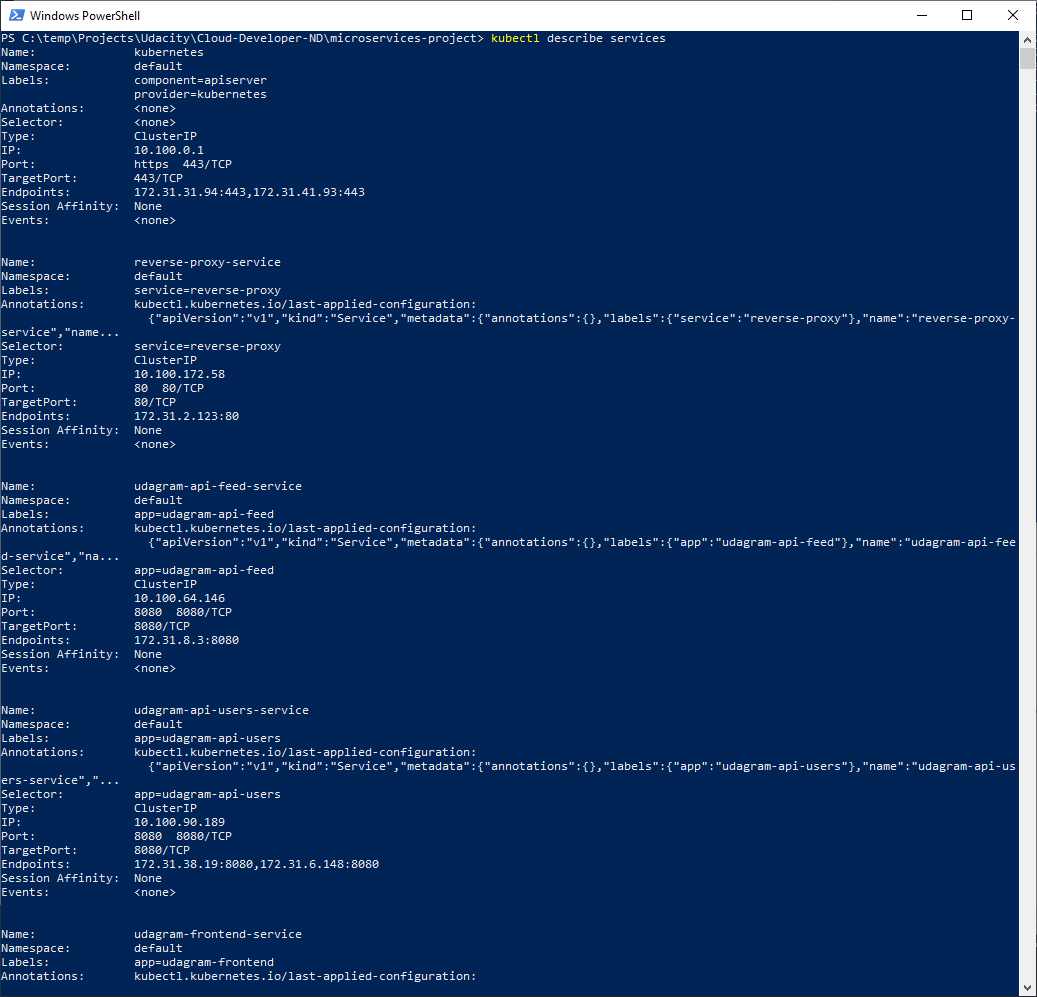 Windows PowerShell
PS C:\temp\Projects\Udacity\Cloud-Developer-ND\microservices-project> kubectl describe services
Name:              kubernetes
Namespace:         default
Labels:            component=apiserver
                   provider=kubernetes
Annotations:       <none>
Selector:          <none>
Type:              ClusterIP
IP:                10.100.0.1
Port:              https  443/TCP
TargetPort:        443/TCP
Endpoints:         172.31.31.94:443,172.31.41.93:443
Session Affinity:  None
Events:            <none>

Name:              reverse-proxy-service
Namespace:         default
Labels:            service=reverse-proxy
Annotations:       kubectl.kubernetes.io/last-applied-configuration:
                     {"apiVersion":"v1","kind":"Service","metadata":{"annotations":{},"labels":{"service":"reverse-proxy"},"name":"reverse-proxy-
service","name...
Selector:          service=reverse-proxy
Type:              ClusterIP
IP:                10.100.172.58
Port:              80  80/TCP
TargetPort:        80/TCP
Endpoints:         172.31.2.123:80
Session Affinity:  None
Events:            <none>

Name:              udagram-api-feed-service
Namespace:         default
Labels:            app=udagram-api-feed
Annotations:       kubectl.kubernetes.io/last-applied-configuration:
                     {"apiVersion":"v1","kind":"Service","metadata":{"annotations":{},"labels":{"app":"udagram-api-feed"},"name":"udagram-api-fee
d-service","na...
Selector:          app=udagram-api-feed
Type:              ClusterIP
IP:                10.100.64.146
Port:              8080  8080/TCP
TargetPort:        8080/TCP
Endpoints:         172.31.8.3:8080
Session Affinity:  None
Events:            <none>

Name:              udagram-api-users-service
Namespace:         default
Labels:            app=udagram-api-users
Annotations:       kubectl.kubernetes.io/last-applied-configuration:
                     {"apiVersion":"v1","kind":"Service","metadata":{"annotations":{},"labels":{"app":"udagram-api-users"},"name":"udagram-api-us
ers-service","...
Selector:          app=udagram-api-users
Type:              ClusterIP
IP:                10.100.90.189
Port:              8080  8080/TCP
TargetPort:        8080/TCP
Endpoints:         172.31.38.19:8080,172.31.6.148:8080
Session Affinity:  None
Events:            <none>

Name:              udagram-frontend-service
Namespace:         default
Labels:            app=udagram-frontend
Annotations:       kubectl.kubernetes.io/last-applied-configuration: